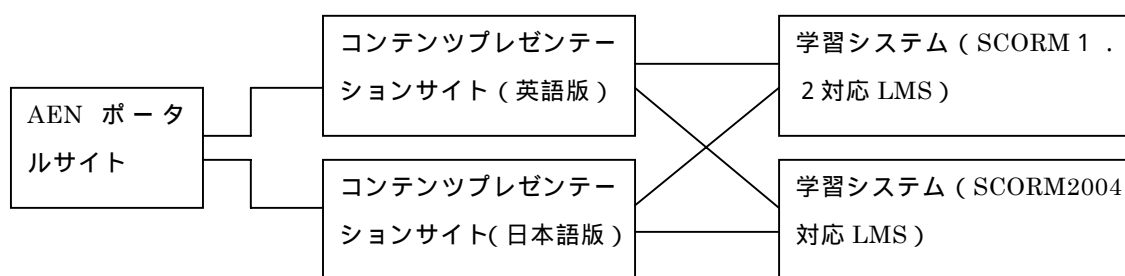 AEN ポータ
ルサイト
コンテンツプレゼンテー
ションサイト(英語版)
コンテンツプレゼンテー
ションサイト(日本語版)
学習システム(SCORM1.
2対応 LMS)
学習システム(SCORM2004
対応 LMS)